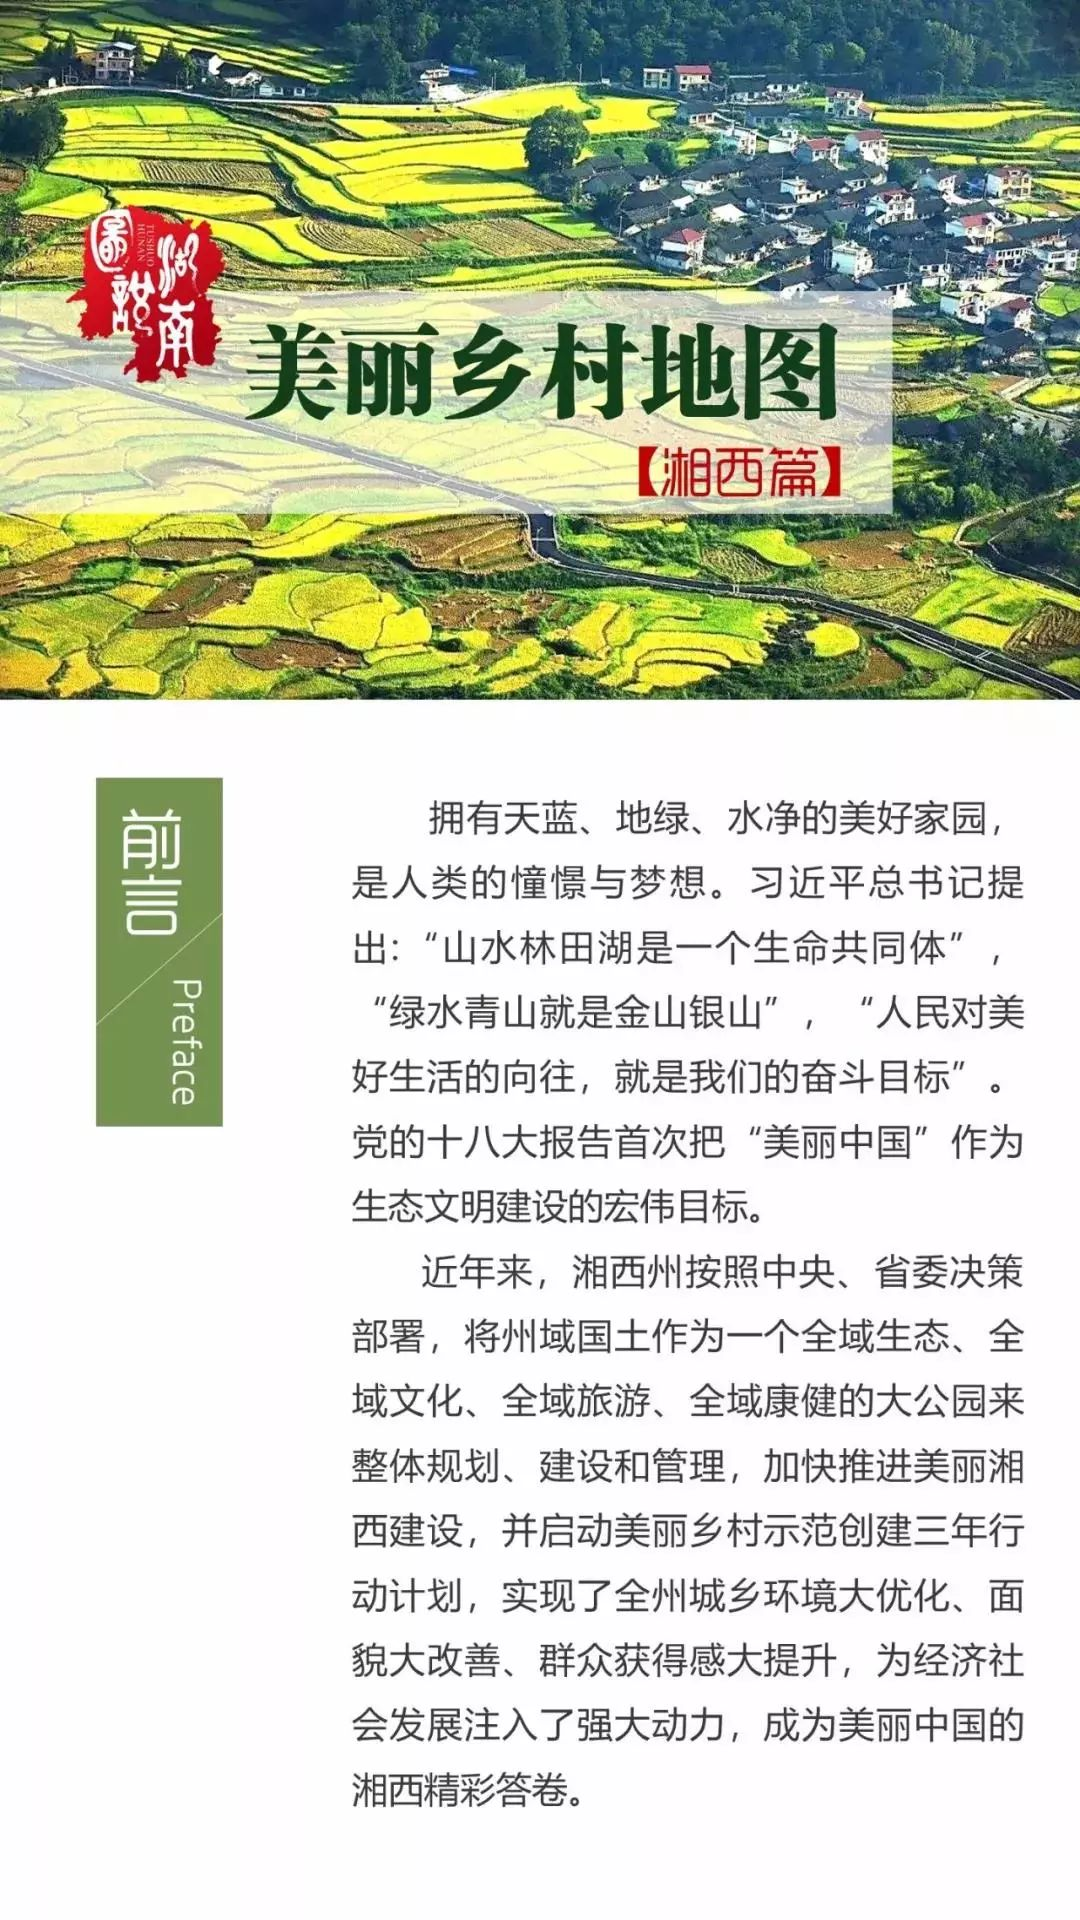 圖說
湖南
TUSHUO
HUNAN
美丽乡村地图
【湘西篇】
前言
Preface
拥有天蓝、地绿、水净的美好家园，
是人类的憧憬与梦想。习近平总书记提
出:“山水林田湖是一个生命共同体”，
“绿水青山就是金山银山”，“人民对美
好生活的向往，就是我们的奋斗目标”。
党的十八大报告首次把“美丽中国”作为
生态文明建设的宏伟目标。
近年来，湘西州按照中央、省委决策
部署，将州域国土作为一个全域生态、全
域文化、全域旅游、全域康健的大公园来
整体规划、建设和管理，加快推进美丽湘
西建设，并启动美丽乡村示范创建三年行
动计划，实现了全州城乡环境大优化、面
貌大改善、群众获得感大提升，为经济社
会发展注入了强大动力，成为美丽中国的
湘西精彩答卷。